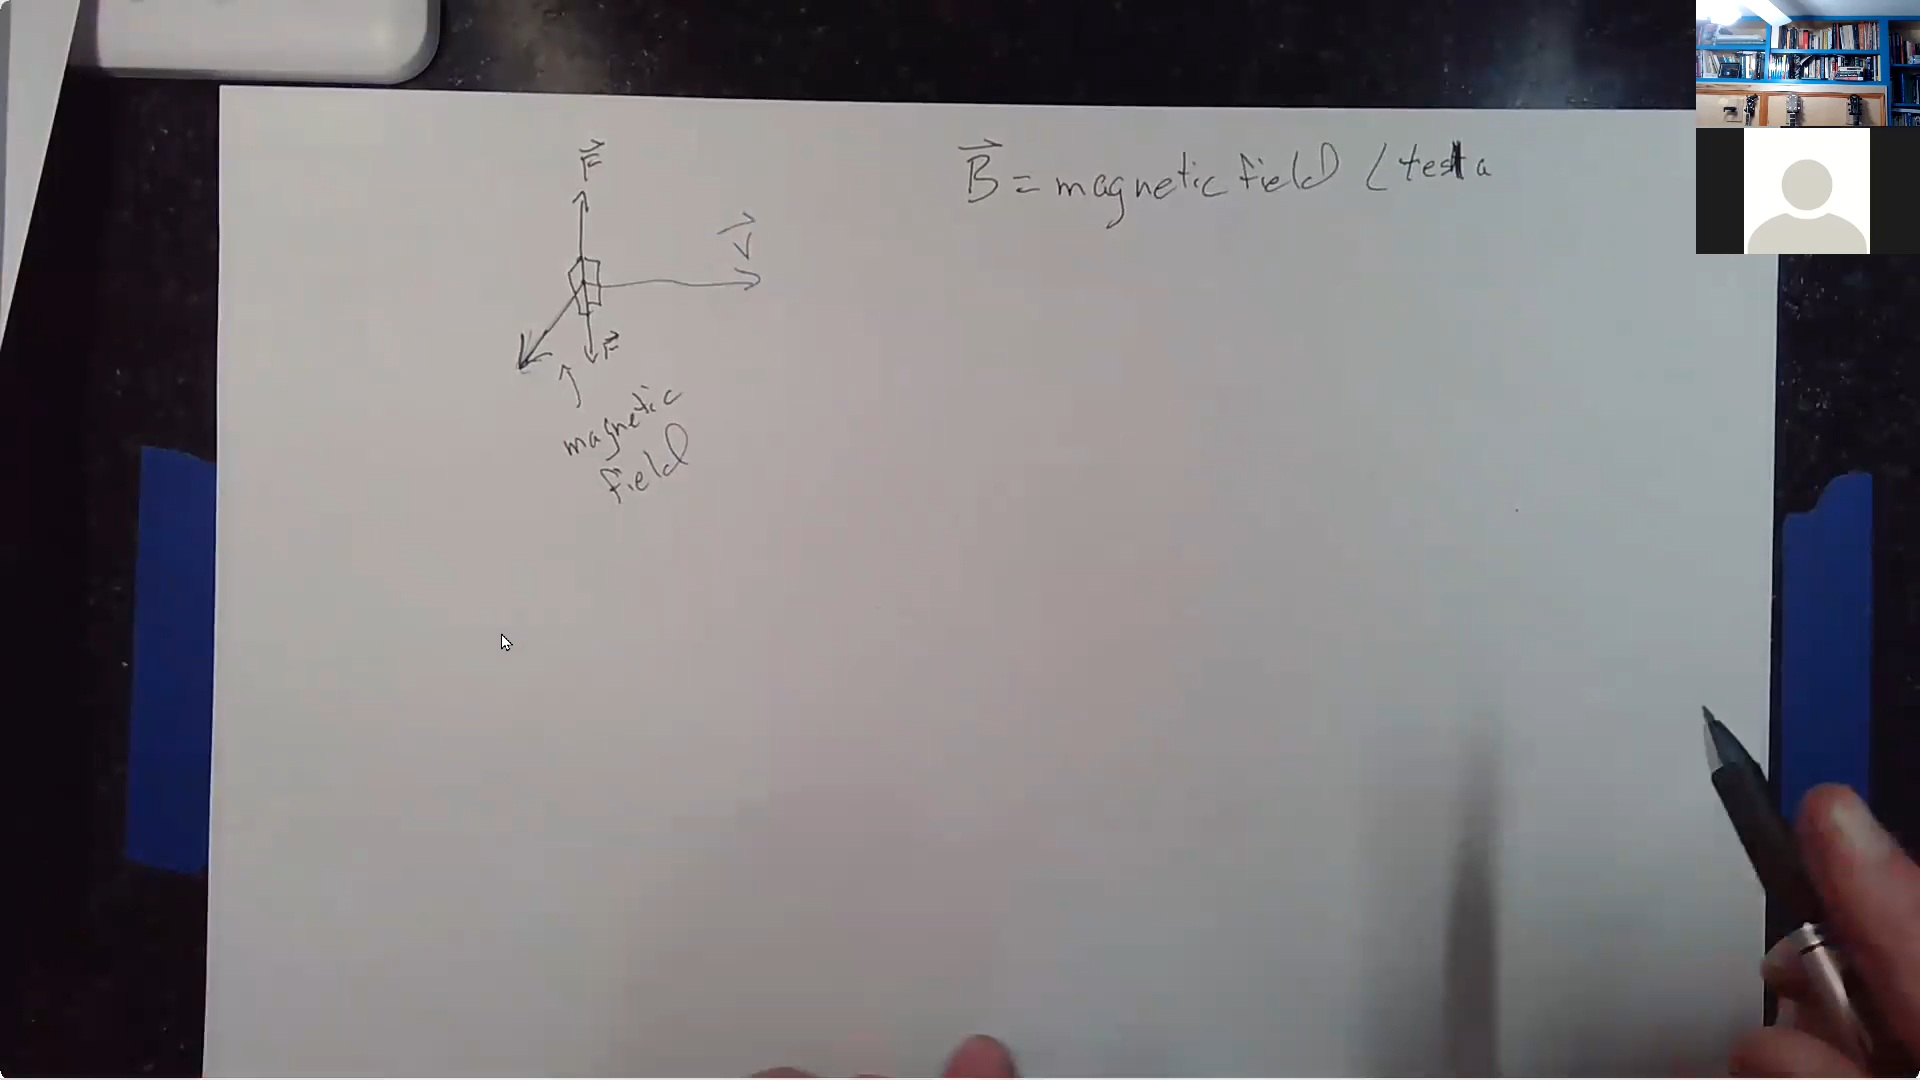 F⃗
V⃗
F⃗
magnetic
field
B⃗ = magnetic field (tesla